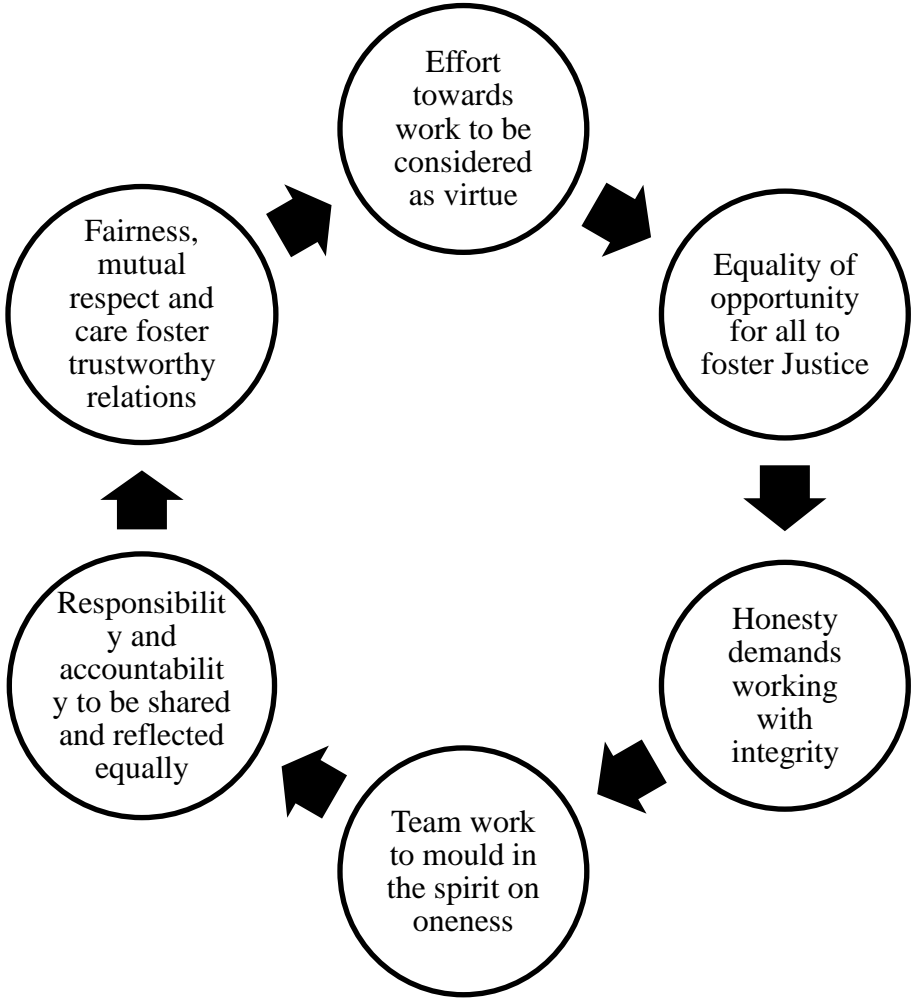 Effort
towards
work to be
considered
as virtue
Equality of
opportunity
for all to
foster Justice
Honesty
demands
working
with
integrity
Team work
to mould in
the spirit on
oneness
Responsibilit
y and
accountabilit
y to be shared
and reflected
equally
Fairness,
mutual
respect and
care foster
trustworthy
relations